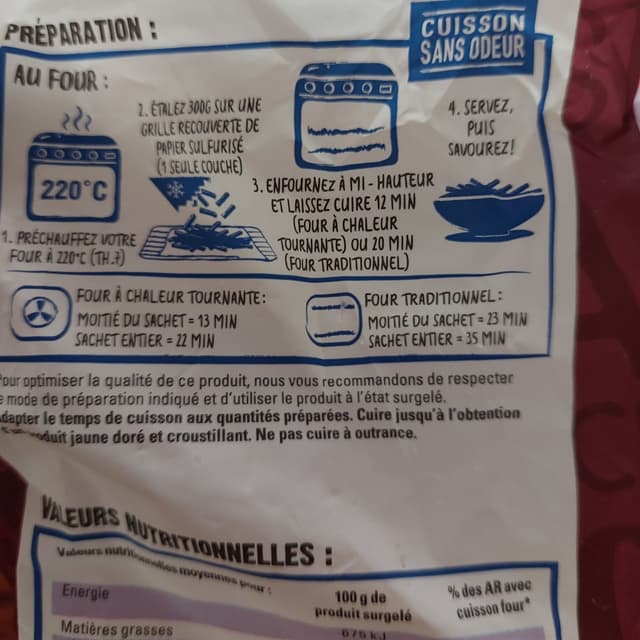 PRÉPARATION :
CUISSON
SANS ODEUR
AU FOUR :
220°C
1. PRÉCHAUFFEZ VOTRE
FOUR À 220°C (TH.7)
2. ÉTALEZ 300G SUR UNE
GRILLE RECOUVERTE DE
PAPIER SULFURISÉ
(1 SEULE COUCHE)
3. ENFOURNEZ À MI-HAUTEUR
ET LAISSEZ CUIRE 12 MIN
(FOUR À CHALEUR
TOURNANTE) OU 20 MIN
(FOUR TRADITIONNEL)
4. SERVEZ,
PUIS
SAVOUREZ!
FOUR À CHALEUR TOURNANTE :
MOITIÉ DU SACHET = 13 MIN
SACHET ENTIER = 22 MIN
FOUR TRADITIONNEL :
MOITIÉ DU SACHET = 23 MIN
SACHET ENTIER = 35 MIN
Pour optimiser la qualité de ce produit, nous vous recommandons de respecter
mode de préparation indiqué et d'utiliser le produit à l'état surgelé.
dapter le temps de cuisson aux quantités préparées. Cuire jusqu'à l'obtention
produit jaune doré et croustillant. Ne pas cuire à outrance.
VALEURS NUTRITIONNELLES :
Valeurs nutritionnelles moyennes pour :
100 g de
produit surgelé
% des AR avec
cuisson four*
Energie
675 kJ
Matières grasses